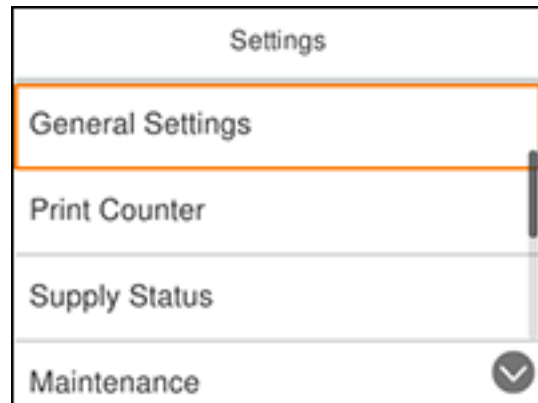 Settings
General Settings
Print Counter
Supply Status
Maintenance